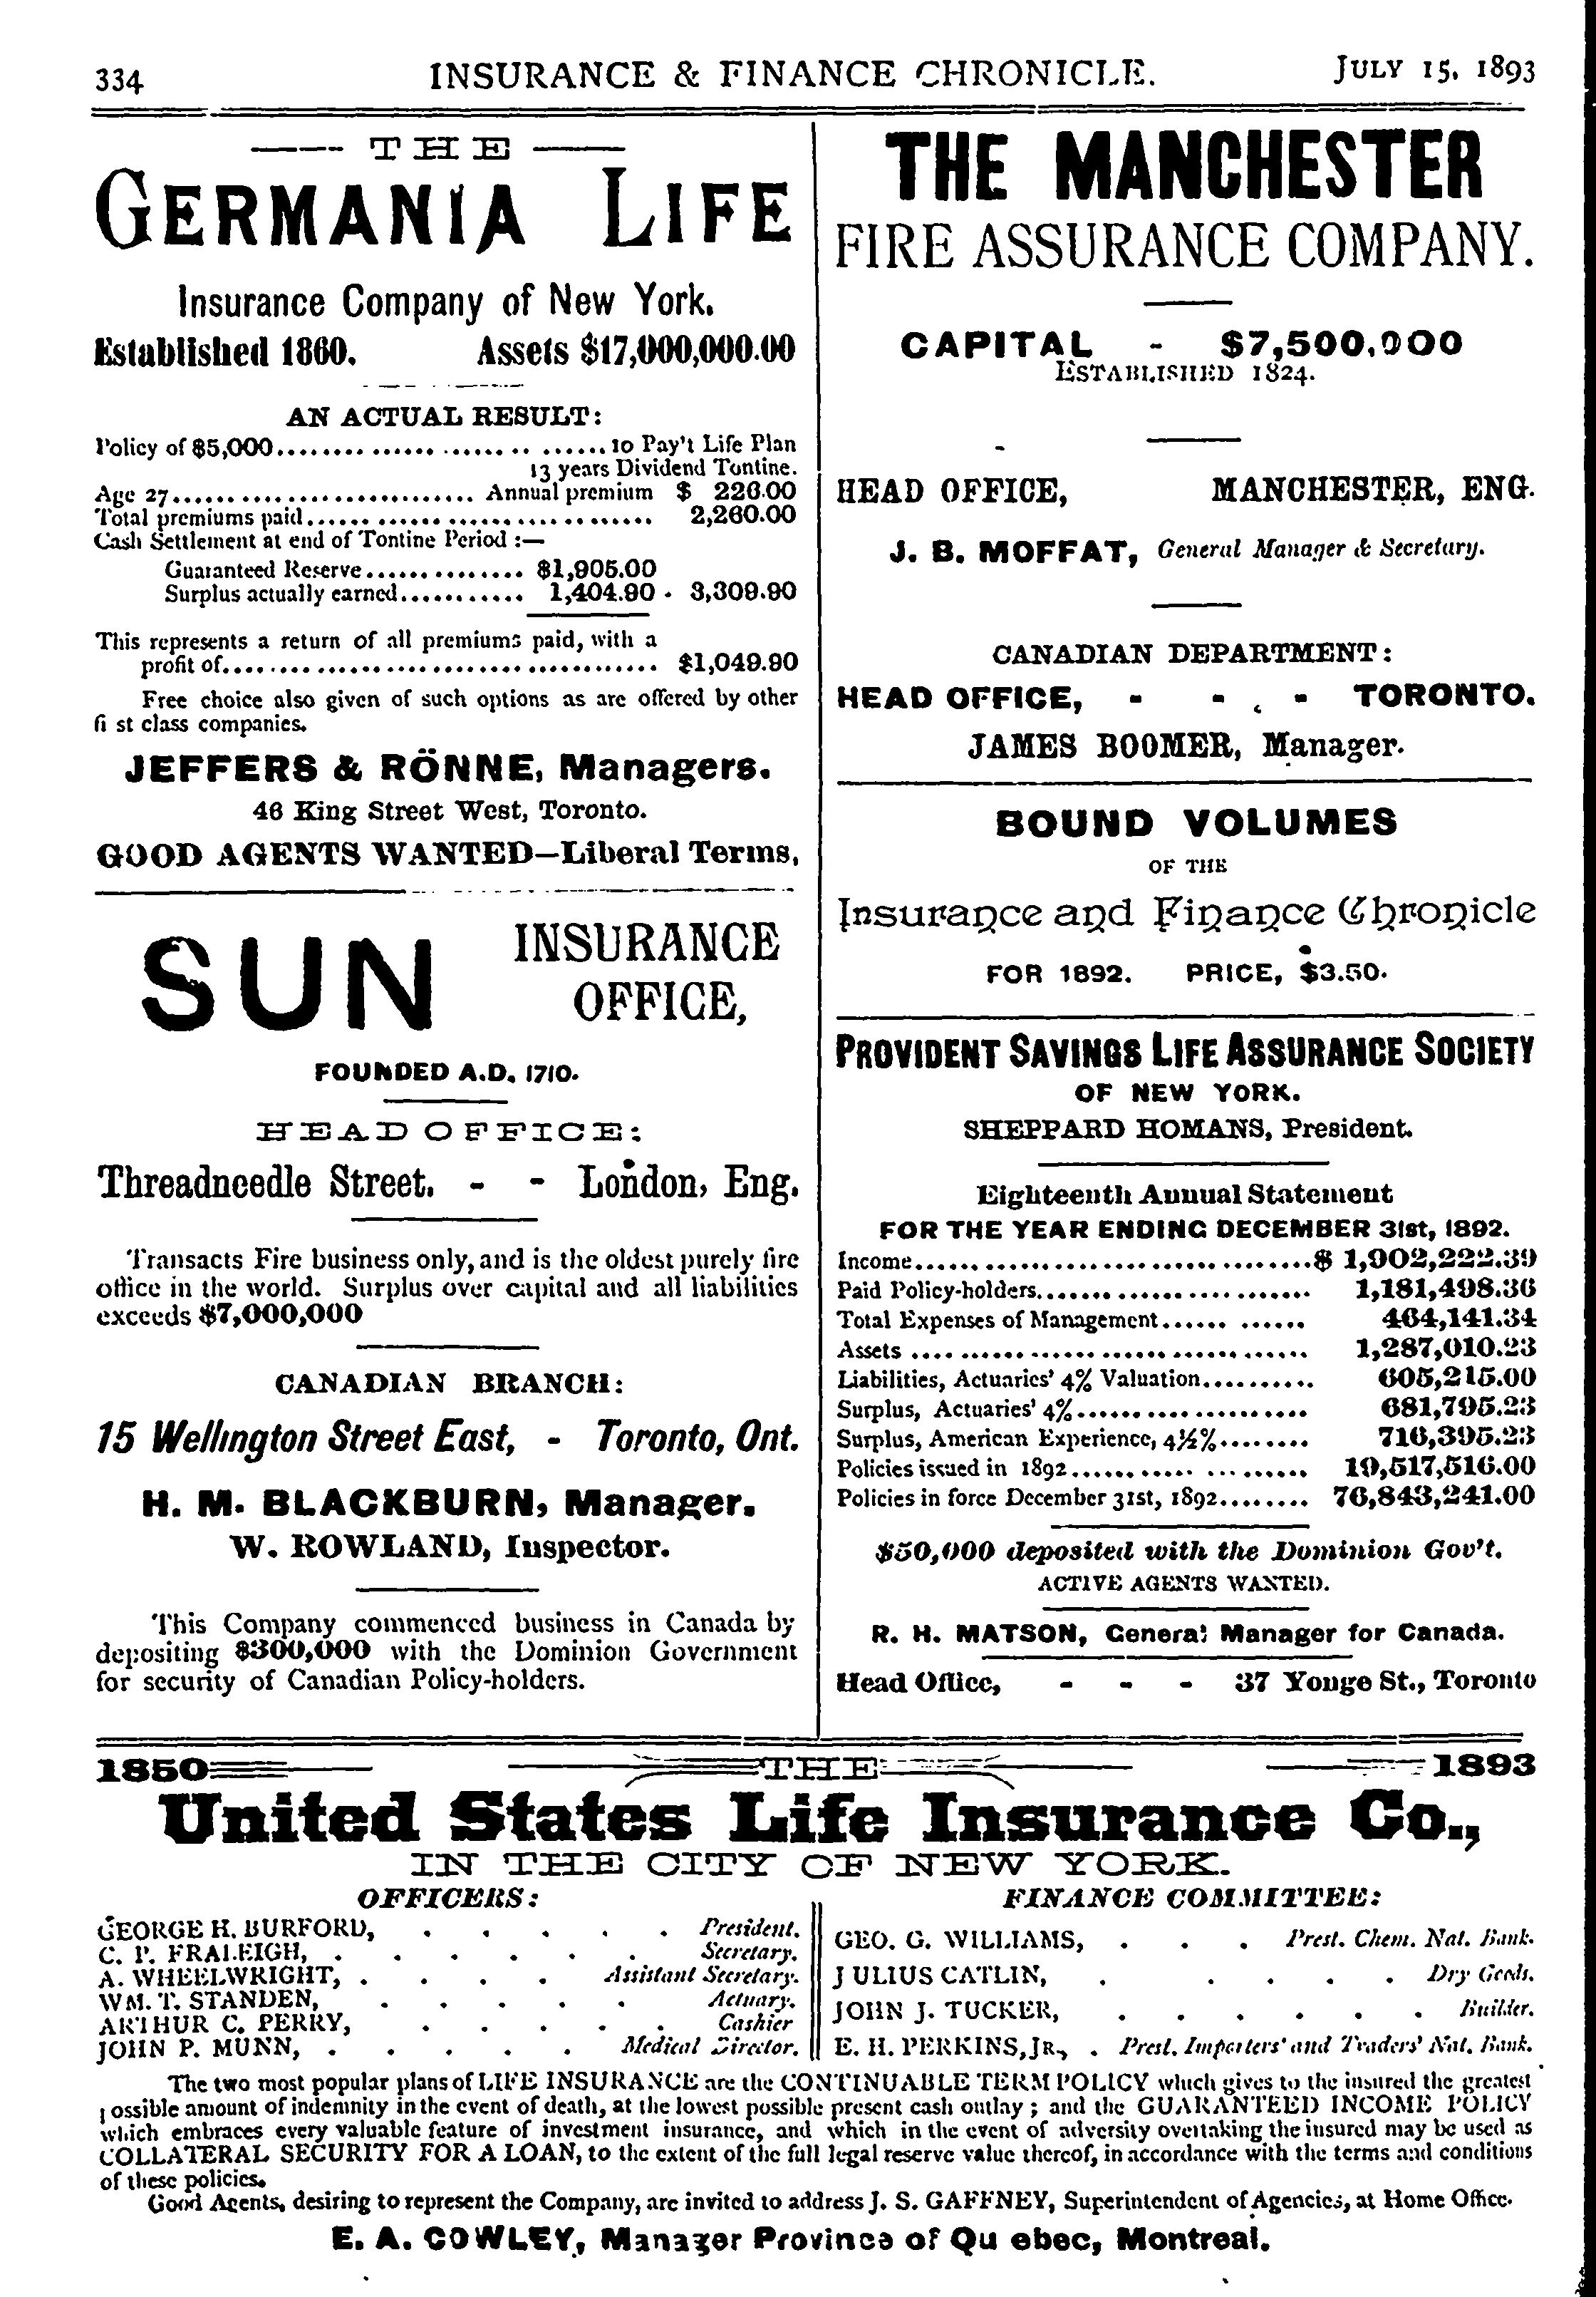 334 INSURANCE & FINANCE CHRONICLE. JULY 15, 1893
THE
GERMANIA LIFE
Insurance Company of New York.
Established 1860. Assets $17,000,000.00
AN ACTUAL RESULT:
Policy of $5,000.................... 10 Pay't Life Plan
13 years Dividend Tontine.
Age 27.................... Annual premium $ 226.00
Total premiums paid.................... 2,260.00
Cash Settlement at end of Tontine Period :—
Guaranteed Reserve.............. $1,905.00
Surplus actually earned........... 1,404.90 - 3,309.90
This represents a return of all premiums paid, with a
profit of.................... $1,049.90
Free choice also given of such options as are offered by other
fi st class companies.
JEFFERS & RÖNNE, Managers.
46 King Street West, Toronto.
GOOD AGENTS WANTED—Liberal Terms,
SUN INSURANCE
OFFICE,
FOUNDED A.D. 1710.
HEAD OFFICE:
Threadneedle Street. - - London, Eng.
Transacts Fire business only, and is the oldest purely fire
office in the world. Surplus over capital and all liabilities
exceeds $7,000,000
CANADIAN BRANCH:
15 Wellington Street East, - Toronto, Ont.
H. M. BLACKBURN, Manager.
W. ROWLAND, Inspector.
This Company commenced business in Canada by
depositing $300,000 with the Dominion Government
for security of Canadian Policy-holders.
THE MANCHESTER
FIRE ASSURANCE COMPANY.
CAPITAL - $7,500,000
ESTABLISHED 1824.
HEAD OFFICE, MANCHESTER, ENG.
J. B. MOFFAT, General Manager & Secretary.
CANADIAN DEPARTMENT:
HEAD OFFICE, - - - TORONTO.
JAMES BOOMER, Manager.
BOUND VOLUMES
OF THE
Insurance and Finance Chronicle
FOR 1892. PRICE, $3.50.
PROVIDENT SAVINGS LIFE ASSURANCE SOCIETY
OF NEW YORK.
SHEPPARD HOMANS, President.
Eighteenth Annual Statement
FOR THE YEAR ENDING DECEMBER 31st, 1892.
Income.................... $ 1,902,222.39
Paid Policy-holders.................... 1,181,498.36
Total Expenses of Management............ 464,141.34
Assets .................... 1,287,010.23
Liabilities, Actuaries' 4% Valuation.......... 605,215.00
Surplus, Actuaries' 4%.................... 681,795.23
Surplus, American Experience, 4½%........ 716,395.23
Policies issued in 1892.................... 19,517,516.00
Policies in force December 31st, 1892........ 76,843,241.00
$50,000 deposited with the Dominion Gov't.
ACTIVE AGENTS WANTED.
R. H. MATSON, General Manager for Canada.
Head Office, - - - 37 Yonge St., Toronto
1850 THE 1893
United States Life Insurance Co.,
IN THE CITY OF NEW YORK.
OFFICERS:
GEORGE H. BURFORD, . . . . . President.
C. P. FRALEIGH, . . . . . . Secretary.
A. WHEELWRIGHT, . . . . Assistant Secretary.
WM. T. STANDEN, . . . . . Actuary.
ARTHUR C. PERRY, . . . . . Cashier
JOHN P. MUNN, . . . . . Medical Director.
FINANCE COMMITTEE:
GEO. G. WILLIAMS, . . . Prest. Chem. Nat. Bank.
JULIUS CATLIN, . . . . . Dry Goods.
JOHN J. TUCKER, . . . . . . Builder.
E. H. PERKINS, JR., . Prest. Importers' and Traders' Nat. Bank.
The two most popular plans of LIFE INSURANCE are the CONTINUABLE TERM POLICY which gives to the insured the greatest
possible amount of indemnity in the event of death, at the lowest possible present cash outlay ; and the GUARANTEED INCOME POLICY
which embraces every valuable feature of investment insurance, and which in the event of adversity overtaking the insured may be used as
COLLATERAL SECURITY FOR A LOAN, to the extent of the full legal reserve value thereof, in accordance with the terms and conditions
of these policies.
Good Agents, desiring to represent the Company, are invited to address J. S. GAFFNEY, Superintendent of Agencies, at Home Office.
E. A. COWLEY, Manager Province of Qu ebec, Montreal.